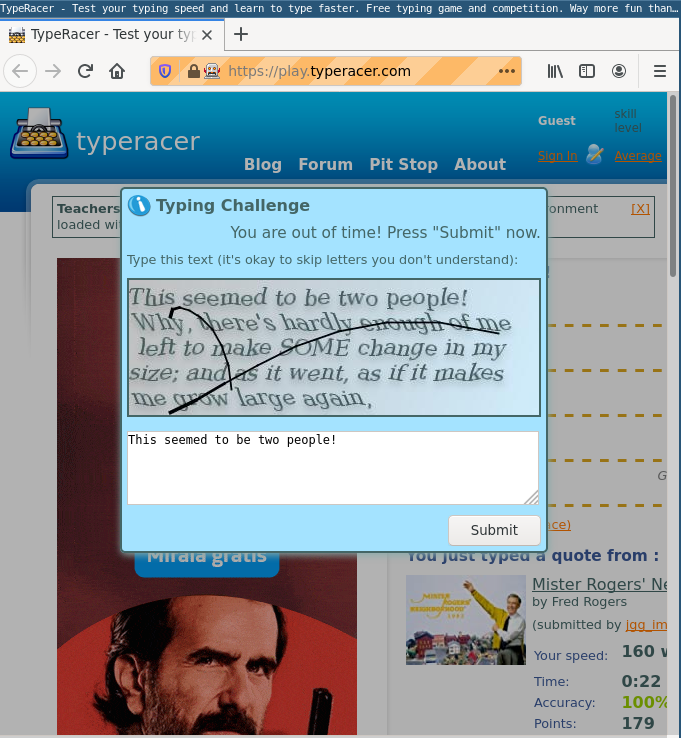 TypeRacer - Test your typing speed and learn to type faster. Free typing game and competition. Way more fun than…
TypeRacer - Test your typ
https://play.typeracer.com
typeracer
Guest
skill
level
Sign In
Average
Blog Forum Pit Stop About
Teachers
onment
[X]
loaded wi
Typing Challenge
You are out of time! Press "Submit" now.
Type this text (it's okay to skip letters you don't understand):
This seemed to be two people!
Why, there's hardly enough of me
left to make SOME change in my
size; and as it went, as if it makes
me grow large again,
This seemed to be two people!
Submit
G
ce)
Mírala gratis
You just typed a quote from :
MISTER
ROGERS'
NEIGHBORHOOD
Mister Rogers' Ne
by Fred Rogers
(submitted by jgg_im
Your speed: 160 w
Time: 0:22
Accuracy: 100%
Points: 179